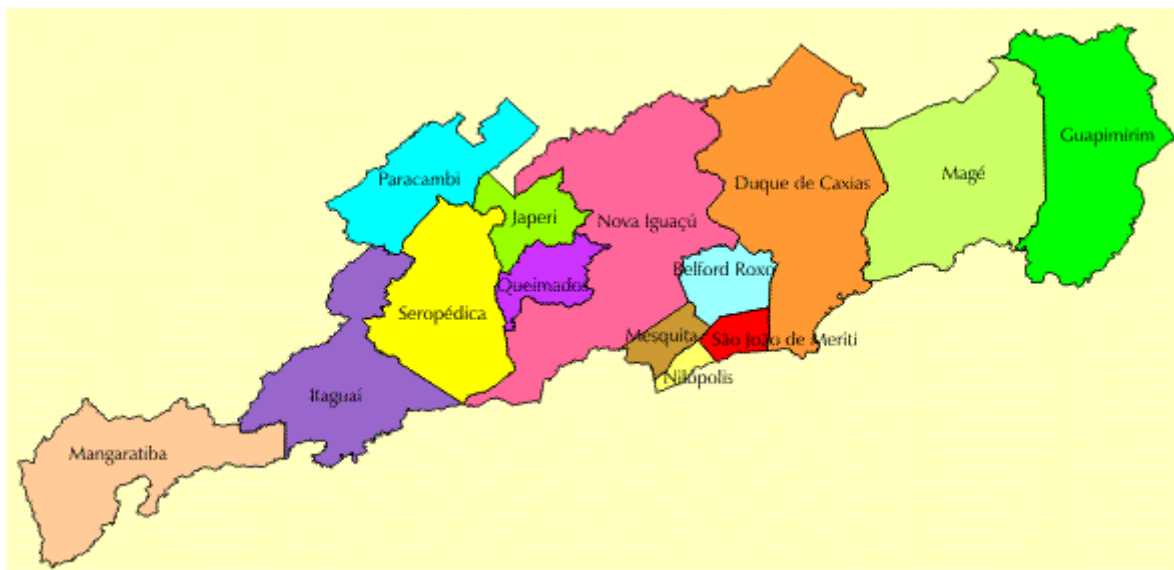 Guapimirim
Magé
Paracambi
Duque de Caxias
Japeri
Nova Iguaçú
Belford Roxo
Queimados
Seropédica
Mesquita
São João de Meríti
Nilópolis
Itaguaí
Mangaratiba